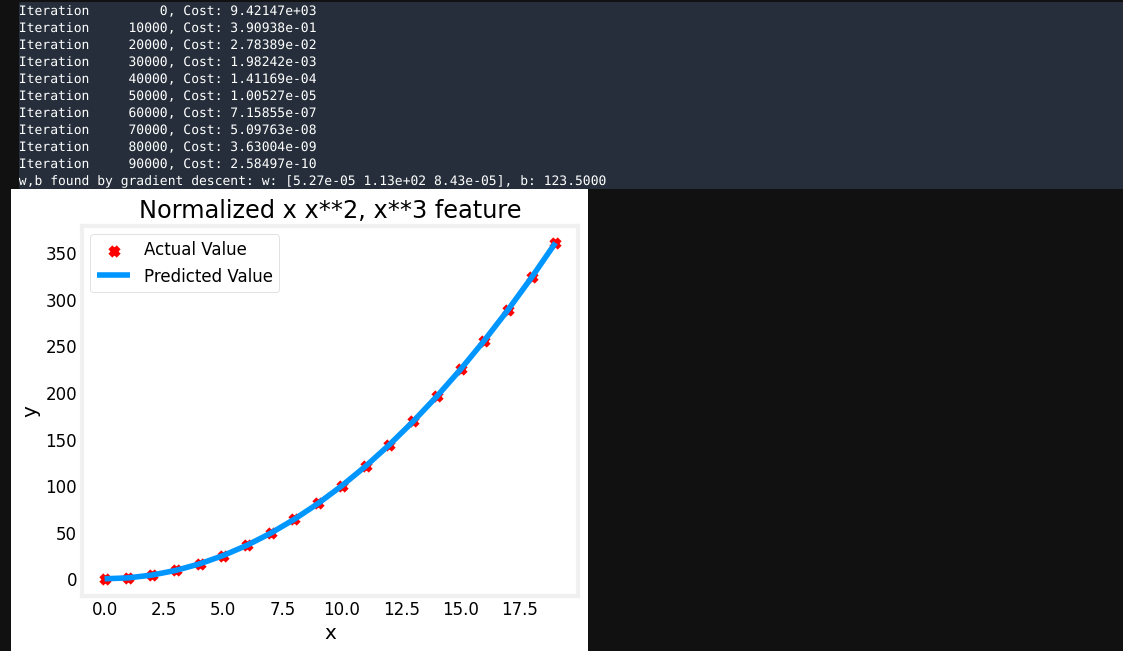 Iteration         0, Cost: 9.42147e+03
Iteration     10000, Cost: 3.90938e-01
Iteration     20000, Cost: 2.78389e-02
Iteration     30000, Cost: 1.98242e-03
Iteration     40000, Cost: 1.41169e-04
Iteration     50000, Cost: 1.00527e-05
Iteration     60000, Cost: 7.15855e-07
Iteration     70000, Cost: 5.09763e-08
Iteration     80000, Cost: 3.63004e-09
Iteration     90000, Cost: 2.58497e-10
w,b found by gradient descent: w: [5.27e-05 1.13e+02 8.43e-05], b: 123.5000
Normalized x x**2, x**3 feature
Actual Value
Predicted Value
350
300
250
200
150
100
50
0
y
0.0 2.5 5.0 7.5 10.0 12.5 15.0 17.5
x